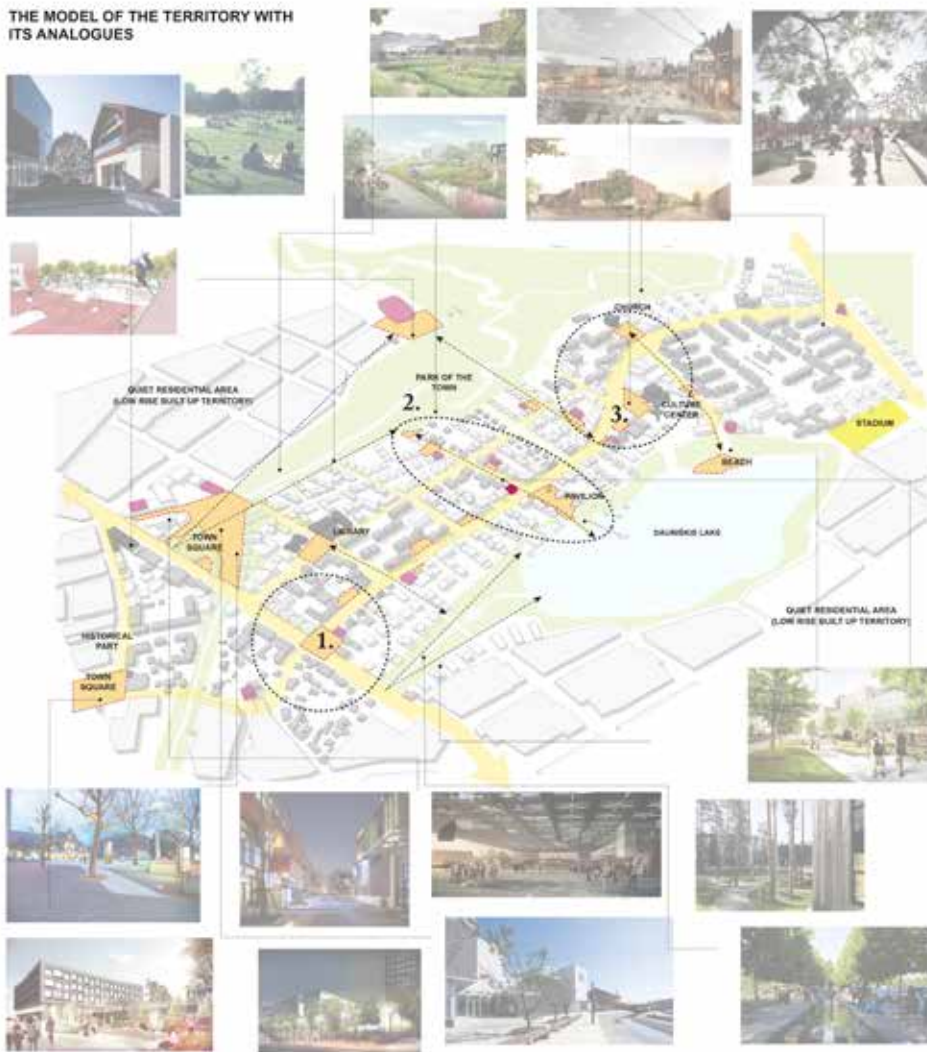 THE MODEL OF THE TERRITORY WITH
ITS ANALOGUES
CHURCH
QUIET RESIDENTIAL AREA
(LOW RISE BUILT UP TERRITORY)
PARK OF THE
TOWN
2.
3.
CULTURE
CENTER
STADIUM
BEACH
PAVILION
LIBRARY
TOWN
SQUARE
DAUNISKIS LAKE
QUIET RESIDENTIAL AREA
(LOW RISE BUILT UP TERRITORY)
1.
HISTORICAL
PART
TOWN
SQUARE